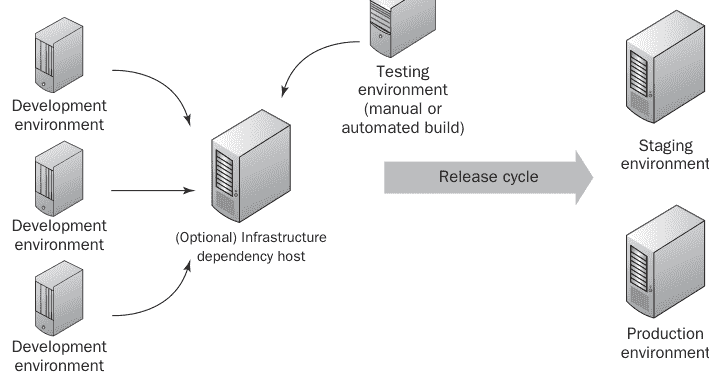 Development
environment
Testing
environment
(manual or
automated build)
Development
environment
(Optional) Infrastructure
dependency host
Release cycle
Staging
environment
Development
environment
Production
environment